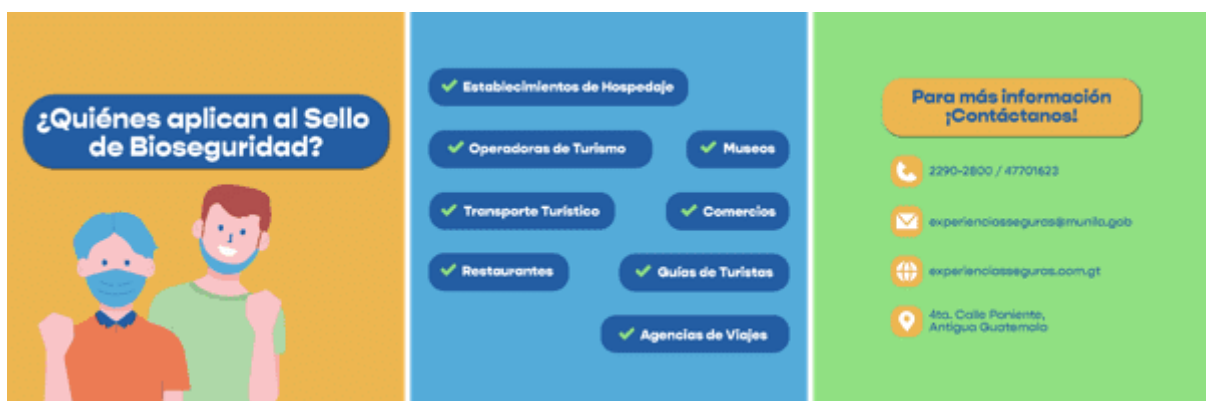 ¿Quiénes aplican al Sello
de Bioseguridad?
Establecimientos de Hospedaje
Operadoras de Turismo
Museos
Transporte Turístico
Comercios
Restaurantes
Guías de Turistas
Agencias de Viajes
Para más información
¡Contáctanos!
2290-2800 / 47701623
experienciasseguras@munila.gob
experienciasseguras.com.gt
4ta. Calle Poniente,
Antigua Guatemala